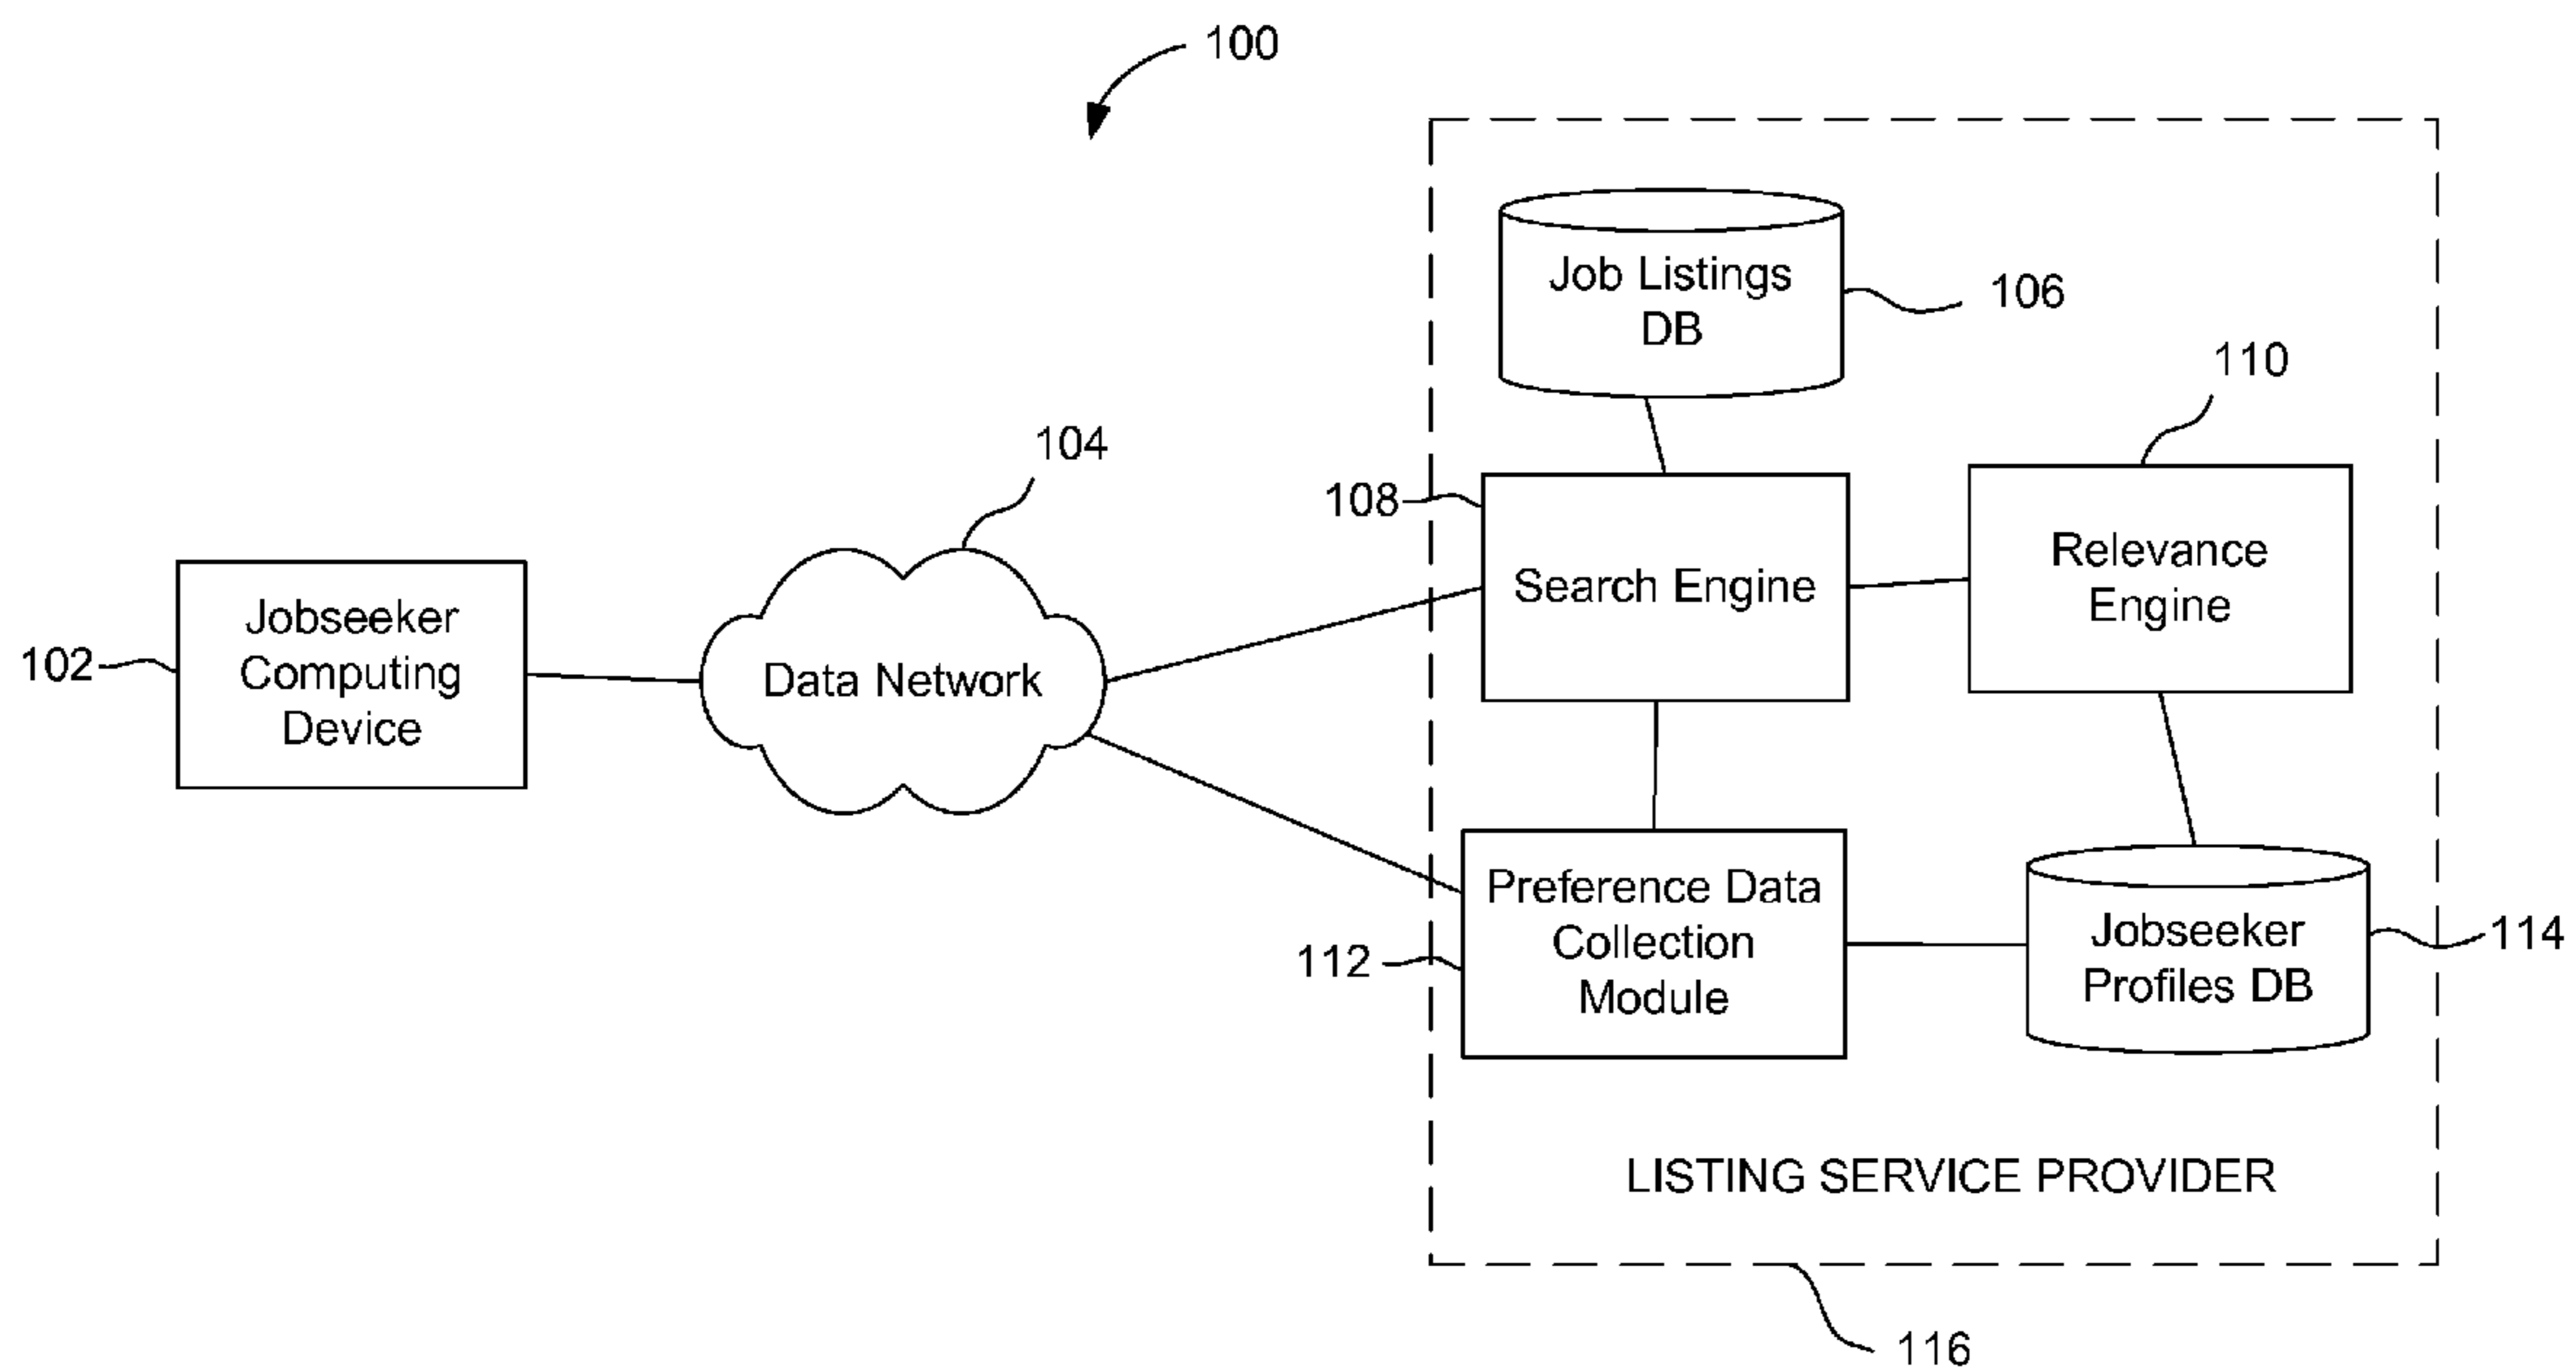 100
Job Listings
DB
106
110
104
108
Search Engine
Relevance
Engine
Jobseeker
Computing
Device
102
Data Network
Preference Data
Collection
Module
112
Jobseeker
Profiles DB
114
LISTING SERVICE PROVIDER
116